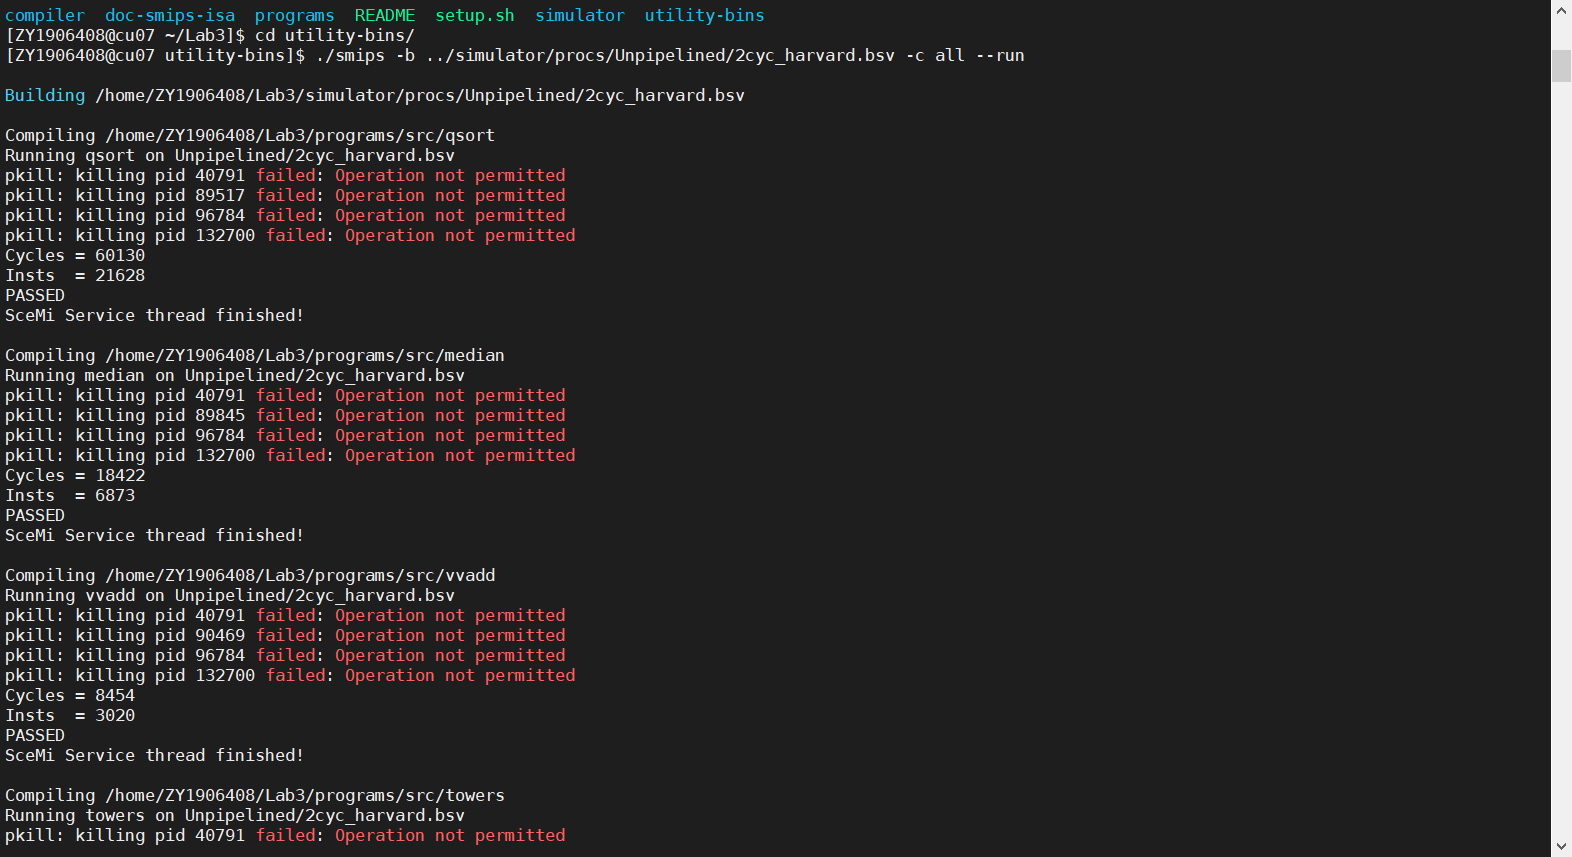 compiler  doc-smips-isa  programs  README  setup.sh  simulator  utility-bins
[ZY1906408@cu07 ~/Lab3]$ cd utility-bins/
[ZY1906408@cu07 utility-bins]$ ./smips -b ../simulator/procs/Unpipelined/2cyc_harvard.bsv -c all --run

Building /home/ZY1906408/Lab3/simulator/procs/Unpipelined/2cyc_harvard.bsv

Compiling /home/ZY1906408/Lab3/programs/src/qsort
Running qsort on Unpipelined/2cyc_harvard.bsv
pkill: killing pid 40791 failed: Operation not permitted
pkill: killing pid 89517 failed: Operation not permitted
pkill: killing pid 96784 failed: Operation not permitted
pkill: killing pid 132700 failed: Operation not permitted
Cycles = 60130
Insts  = 21628
PASSED
SceMi Service thread finished!

Compiling /home/ZY1906408/Lab3/programs/src/median
Running median on Unpipelined/2cyc_harvard.bsv
pkill: killing pid 40791 failed: Operation not permitted
pkill: killing pid 89845 failed: Operation not permitted
pkill: killing pid 96784 failed: Operation not permitted
pkill: killing pid 132700 failed: Operation not permitted
Cycles = 18422
Insts  = 6873
PASSED
SceMi Service thread finished!

Compiling /home/ZY1906408/Lab3/programs/src/vvadd
Running vvadd on Unpipelined/2cyc_harvard.bsv
pkill: killing pid 40791 failed: Operation not permitted
pkill: killing pid 90469 failed: Operation not permitted
pkill: killing pid 96784 failed: Operation not permitted
pkill: killing pid 132700 failed: Operation not permitted
Cycles = 8454
Insts  = 3020
PASSED
SceMi Service thread finished!

Compiling /home/ZY1906408/Lab3/programs/src/towers
Running towers on Unpipelined/2cyc_harvard.bsv
pkill: killing pid 40791 failed: Operation not permitted